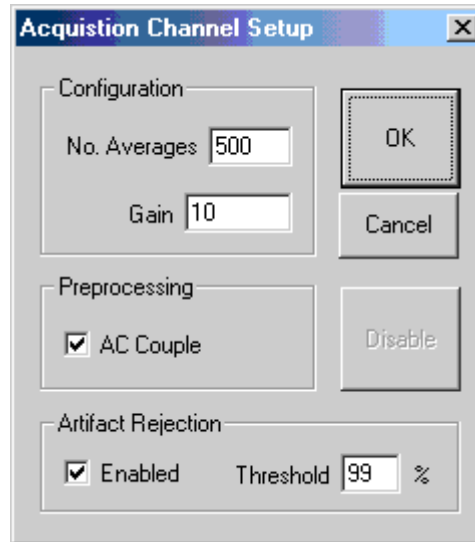 Acquistion Channel Setup
Configuration
No. Averages 500
Gain 10
OK
Cancel
Preprocessing
AC Couple
Disable
Artifact Rejection
Enabled Threshold 99 %